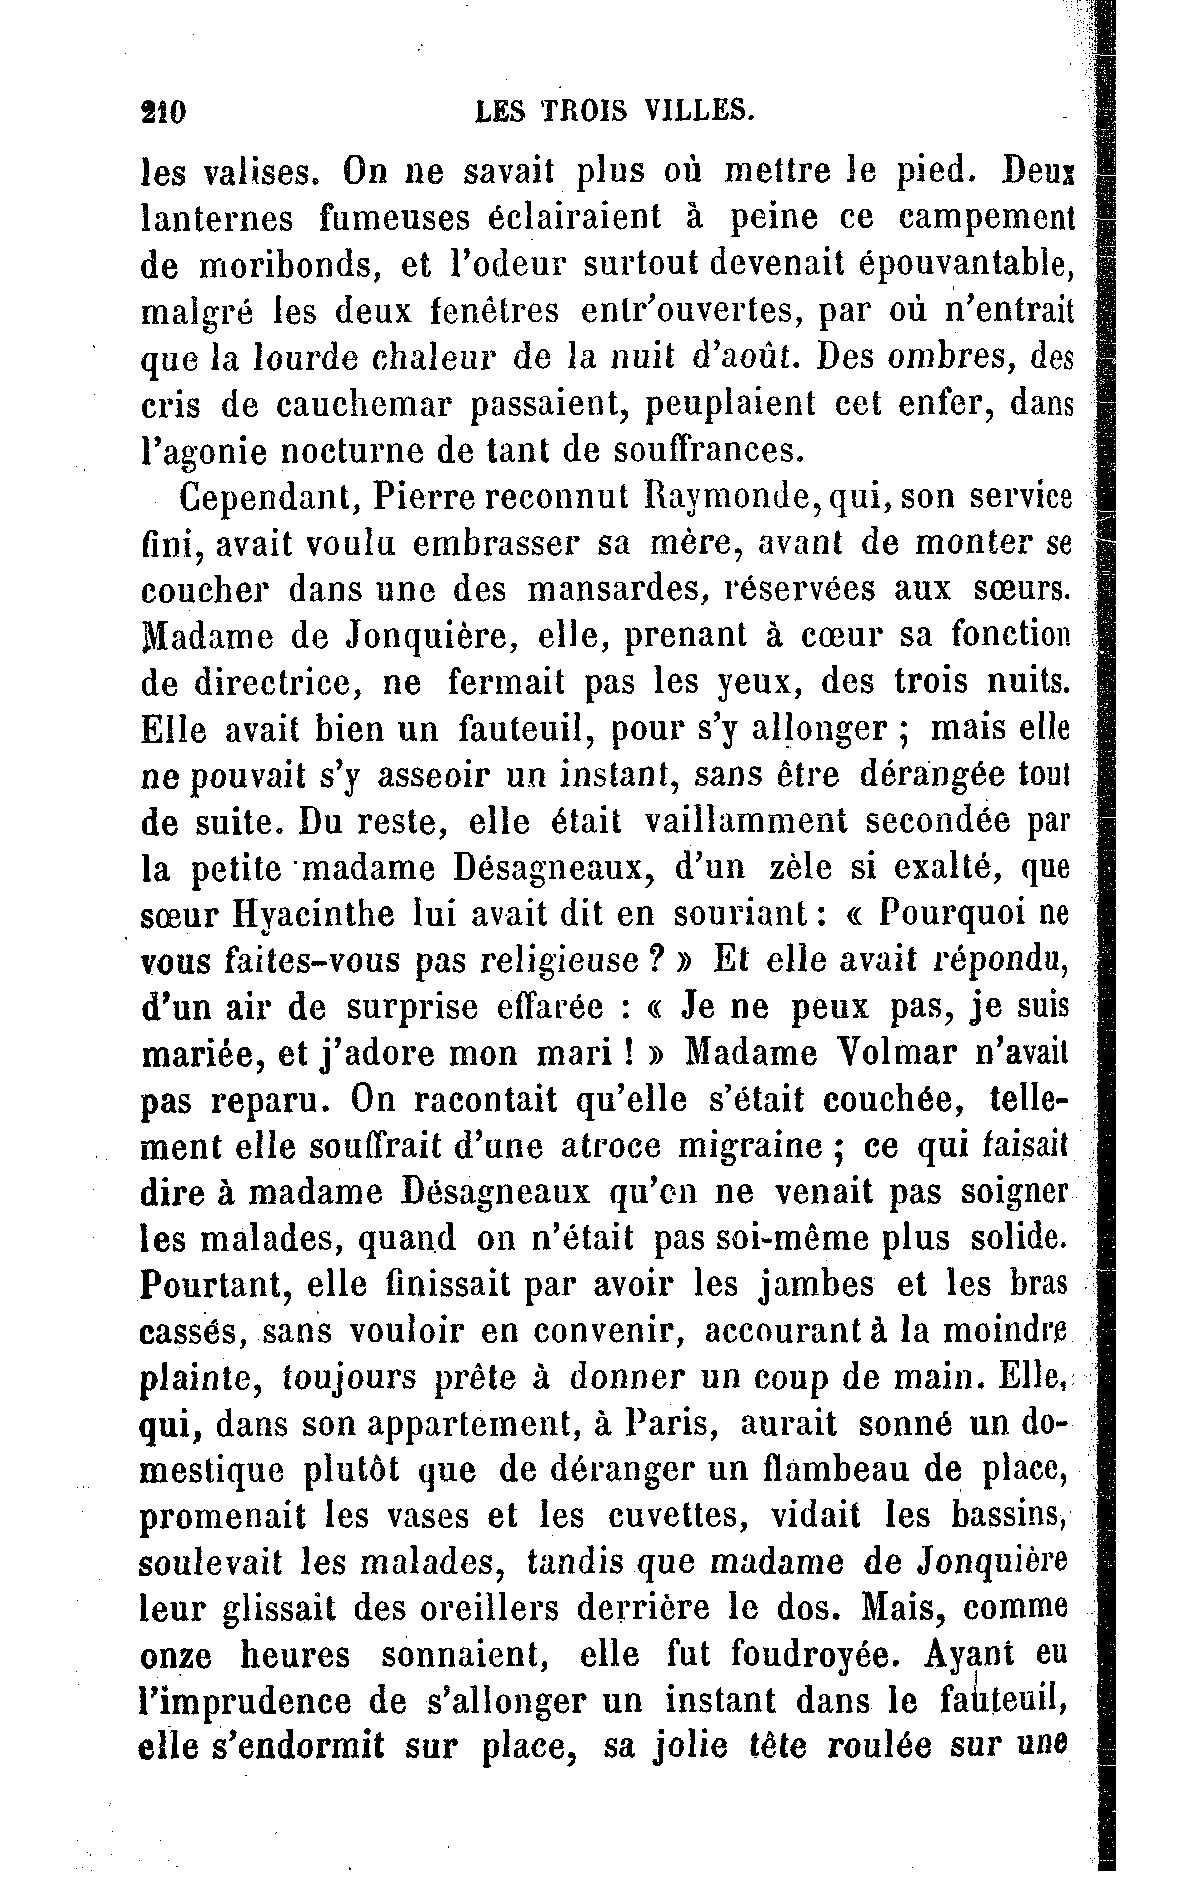 210 LES TROIS VILLES.
les valises. On ne savait plus où mettre le pied. Deux
lanternes fumeuses éclairaient à peine ce campement
de moribonds, et l'odeur surtout devenait épouvantable,
malgré les deux fenêtres entr'ouvertes, par où n'entrait
que la lourde chaleur de la nuit d'août. Des ombres, des
cris de cauchemar passaient, peuplaient cet enfer, dans
l'agonie nocturne de tant de souffrances.
Cependant, Pierre reconnut Raymonde, qui, son service
fini, avait voulu embrasser sa mère, avant de monter se
coucher dans une des mansardes, réservées aux sœurs.
Madame de Jonquière, elle, prenant à cœur sa fonction
de directrice, ne fermait pas les yeux, des trois nuits.
Elle avait bien un fauteuil, pour s'y allonger ; mais elle
ne pouvait s'y asseoir un instant, sans être dérangée tout
de suite. Du reste, elle était vaillamment secondée par
la petite madame Désagneaux, d'un zèle si exalté, que
sœur Hyacinthe lui avait dit en souriant : « Pourquoi ne
vous faites-vous pas religieuse ? » Et elle avait répondu,
d'un air de surprise effarée : « Je ne peux pas, je suis
mariée, et j'adore mon mari ! » Madame Volmar n'avait
pas reparu. On racontait qu'elle s'était couchée, telle-
ment elle souffrait d'une atroce migraine ; ce qui faisait
dire à madame Désagneaux qu'on ne venait pas soigner
les malades, quand on n'était pas soi-même plus solide.
Pourtant, elle finissait par avoir les jambes et les bras
cassés, sans vouloir en convenir, accourant à la moindre
plainte, toujours prête à donner un coup de main. Elle,
qui, dans son appartement, à Paris, aurait sonné un do-
mestique plutôt que de déranger un flambeau de place,
promenait les vases et les cuvettes, vidait les bassins,
soulevait les malades, tandis que madame de Jonquière
leur glissait des oreillers derrière le dos. Mais, comme
onze heures sonnaient, elle fut foudroyée. Ayant eu
l'imprudence de s'allonger un instant dans le fauteuil,
elle s'endormit sur place, sa jolie tête roulée sur une